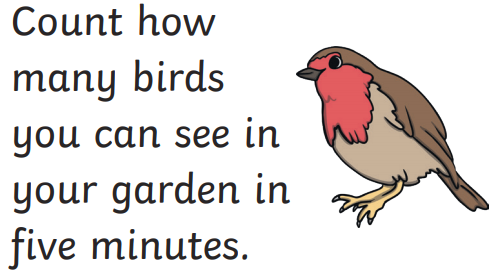 Count how
many birds
you can see in
your garden in
five minutes.